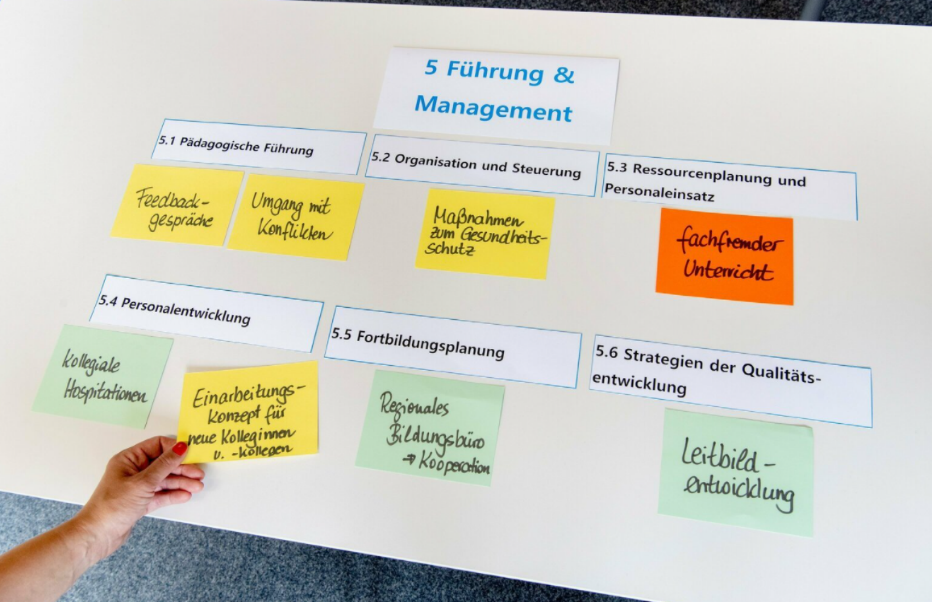 5 Führung &
Management
5.1 Pädagogische Führung
Feedback-
gespräche
Umgang mit
Konflikten
5.2 Organisation und Steuerung
Maßnahmen
zum Gesundheits-
schutz
5.3 Ressourcenplanung und
Personaleinsatz
fachfremder
Unterricht
5.4 Personalentwicklung
Kollegiale
Hospitationen
Einarbeitungs-
Konzept für
neue Kolleginnen
u. -kollegen
5.5 Fortbildungsplanung
Regionales
Bildungsbüro
→ Kooperation
5.6 Strategien der Qualitäts-
entwicklung
Leitbild-
entwicklung